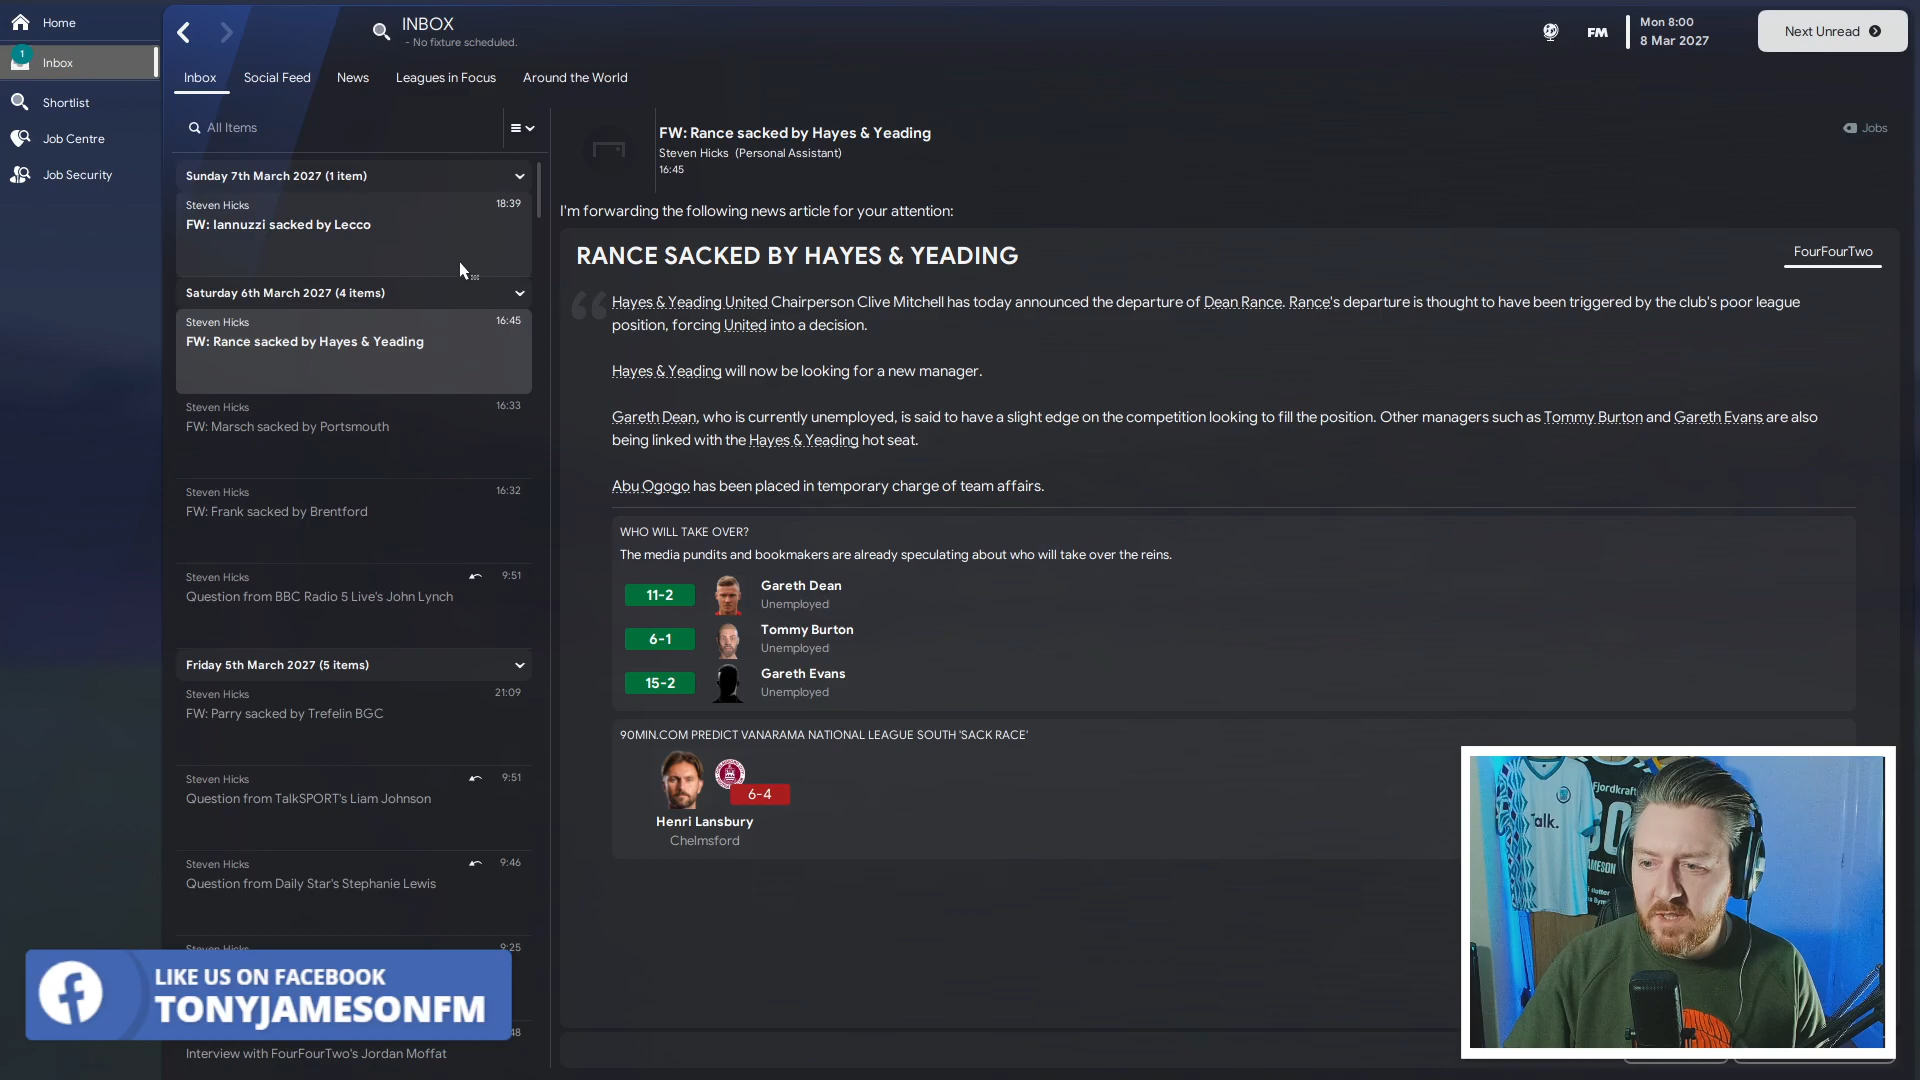 Home
1
Inbox
Shortlist
Job Centre
Job Security
INBOX
- No fixture scheduled.
FM
Mon 8:00
8 Mar 2027
Next Unread
Inbox
Social Feed
News
Leagues in Focus
Around the World
All Items
Sunday 7th March 2027 (1 item)
Steven Hicks
18:39
FW: Iannuzzi sacked by Lecco
Saturday 6th March 2027 (4 items)
Steven Hicks
16:45
FW: Rance sacked by Hayes & Yeading
Steven Hicks
16:33
FW: Marsch sacked by Portsmouth
Steven Hicks
16:32
FW: Frank sacked by Brentford
Steven Hicks
9:51
Question from BBC Radio 5 Live's John Lynch
Friday 5th March 2027 (5 items)
Steven Hicks
21:09
FW: Parry sacked by Trefelin BGC
Steven Hicks
9:51
Question from TalkSPORT's Liam Johnson
Steven Hicks
9:46
Question from Daily Star's Stephanie Lewis
Steven Hicks
9:25
48
Interview with FourFourTwo's Jordan Moffat
LIKE US ON FACEBOOK
TONYJAMESONFM
FW: Rance sacked by Hayes & Yeading
Steven Hicks (Personal Assistant)
16:45
Jobs
I'm forwarding the following news article for your attention:
RANCE SACKED BY HAYES & YEADING
FourFourTwo
Hayes & Yeading United Chairperson Clive Mitchell has today announced the departure of Dean Rance. Rance's departure is thought to have been triggered by the club's poor league
position, forcing United into a decision.
Hayes & Yeading will now be looking for a new manager.
Gareth Dean, who is currently unemployed, is said to have a slight edge on the competition looking to fill the position. Other managers such as Tommy Burton and Gareth Evans are also
being linked with the Hayes & Yeading hot seat.
Abu Ogogo has been placed in temporary charge of team affairs.
WHO WILL TAKE OVER?
The media pundits and bookmakers are already speculating about who will take over the reins.
11-2
Gareth Dean
Unemployed
6-1
Tommy Burton
Unemployed
15-2
Gareth Evans
Unemployed
90MIN.COM PREDICT VANARAMA NATIONAL LEAGUE SOUTH 'SACK RACE'
6-4
Henri Lansbury
Chelmsford
Fjordkraft
Talk.
JAMESON